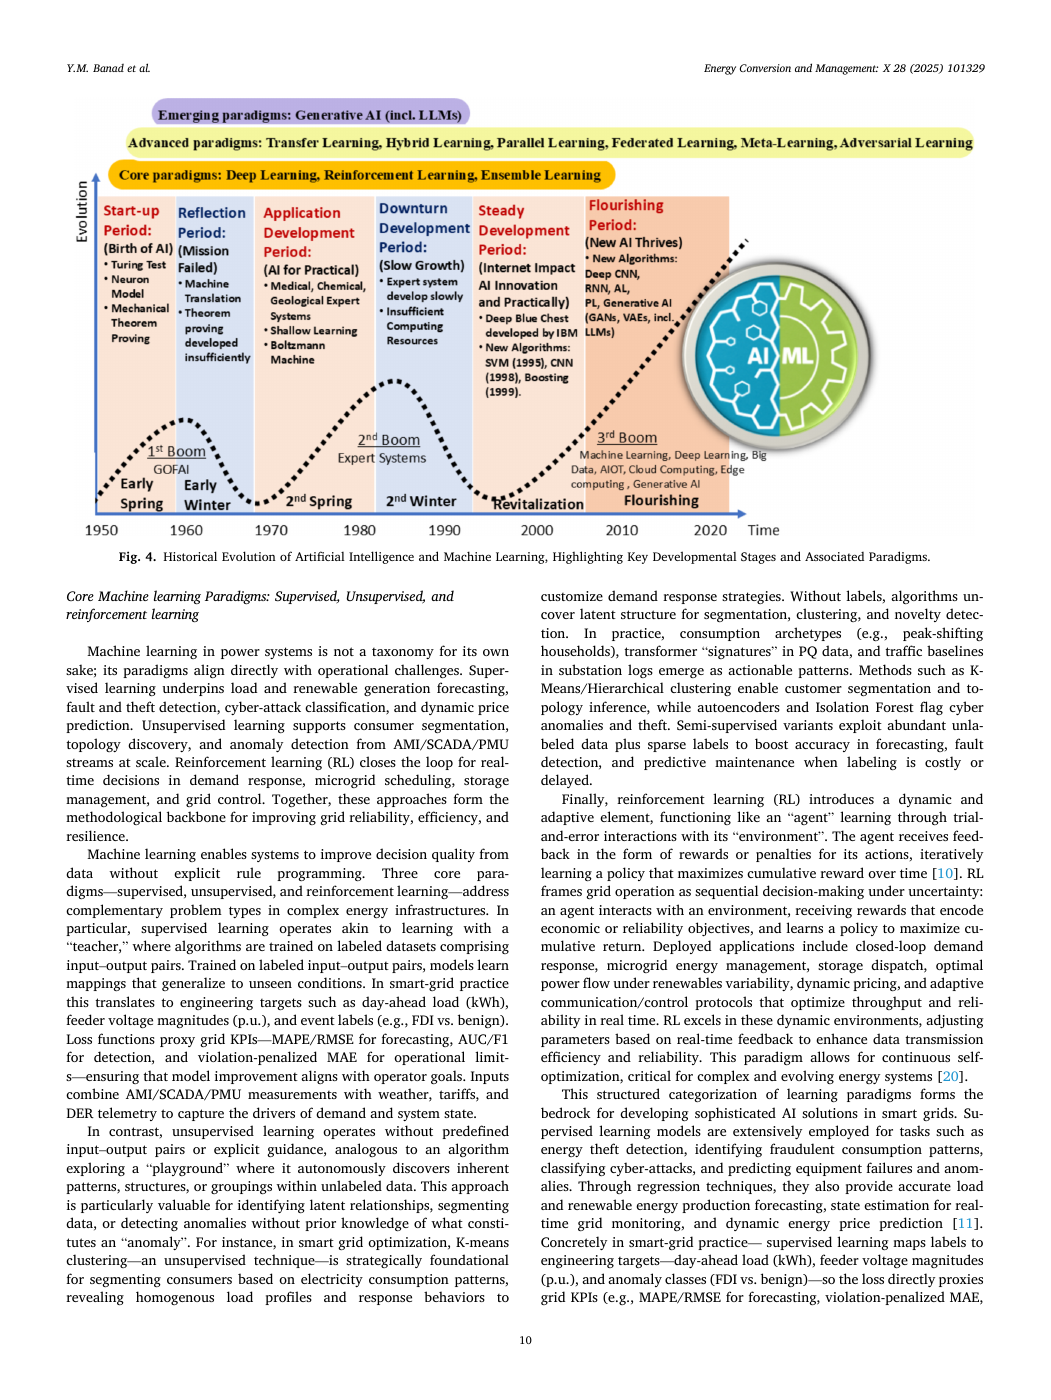 Y.M. Banad et al.
Energy Conversion and Management: X 28 (2025) 101329
Emerging paradigms: Generative AI (incl. LLMs)
Advanced paradigms: Transfer Learning, Hybrid Learning, Parallel Learning, Federated Learning, Meta-Learning, Adversarial Learning
Core paradigms: Deep Learning, Reinforcement Learning, Ensemble Learning
Evolution
Start-up
Period:
(Birth of AI)
• Turing Test
• Neuron
Model
• Mechanical
Theorem
Proving
Reflection
Period:
(Mission
Failed)
• Machine
Translation
• Theorem
proving
developed
insufficiently
Application
Development
Period:
(AI for Practical)
• Medical, Chemical,
Geological Expert
Systems
• Shallow Learning
• Boltzmann
Machine
Downturn
Development
Period:
(Slow Growth)
• Expert system
develop slowly
• Insufficient
Computing
Resources
Steady
Development
Period:
(Internet Impact
AI Innovation
and Practically)
• Deep Blue Chest
developed by IBM
• New Algorithms:
SVM (1995), CNN
(1998), Boosting
(1999).
Flourishing
Period:
(New AI Thrives)
• New Algorithms:
Deep CNN,
RNN, AL,
PL, Generative AI
(GANs, VAEs, incl.
LLMs)
AI ML
1st Boom
GOFAI
2nd Boom
Expert Systems
3rd Boom
Machine Learning, Deep Learning, Big
Data, AIOT, Cloud Computing, Edge
computing , Generative AI
Early
Spring
Early
Winter
2nd Spring
2nd Winter
Revitalization
Flourishing
1950 1960 1970 1980 1990 2000 2010 2020 Time
Fig. 4. Historical Evolution of Artificial Intelligence and Machine Learning, Highlighting Key Developmental Stages and Associated Paradigms.
Core Machine learning Paradigms: Supervised, Unsupervised, and
reinforcement learning
Machine learning in power systems is not a taxonomy for its own
sake; its paradigms align directly with operational challenges. Super-
vised learning underpins load and renewable generation forecasting,
fault and theft detection, cyber-attack classification, and dynamic price
prediction. Unsupervised learning supports consumer segmentation,
topology discovery, and anomaly detection from AMI/SCADA/PMU
streams at scale. Reinforcement learning (RL) closes the loop for real-
time decisions in demand response, microgrid scheduling, storage
management, and grid control. Together, these approaches form the
methodological backbone for improving grid reliability, efficiency, and
resilience.
Machine learning enables systems to improve decision quality from
data without explicit rule programming. Three core para-
digms—supervised, unsupervised, and reinforcement learning—address
complementary problem types in complex energy infrastructures. In
particular, supervised learning operates akin to learning with a
“teacher,” where algorithms are trained on labeled datasets comprising
input–output pairs. Trained on labeled input–output pairs, models learn
mappings that generalize to unseen conditions. In smart-grid practice
this translates to engineering targets such as day-ahead load (kWh),
feeder voltage magnitudes (p.u.), and event labels (e.g., FDI vs. benign).
Loss functions proxy grid KPIs—MAPE/RMSE for forecasting, AUC/F1
for detection, and violation-penalized MAE for operational limit-
s—ensuring that model improvement aligns with operator goals. Inputs
combine AMI/SCADA/PMU measurements with weather, tariffs, and
DER telemetry to capture the drivers of demand and system state.
In contrast, unsupervised learning operates without predefined
input–output pairs or explicit guidance, analogous to an algorithm
exploring a “playground” where it autonomously discovers inherent
patterns, structures, or groupings within unlabeled data. This approach
is particularly valuable for identifying latent relationships, segmenting
data, or detecting anomalies without prior knowledge of what consti-
tutes an “anomaly”. For instance, in smart grid optimization, K-means
clustering—an unsupervised technique—is strategically foundational
for segmenting consumers based on electricity consumption patterns,
revealing homogenous load profiles and response behaviors to
customize demand response strategies. Without labels, algorithms un-
cover latent structure for segmentation, clustering, and novelty detec-
tion. In practice, consumption archetypes (e.g., peak-shifting
households), transformer “signatures” in PQ data, and traffic baselines
in substation logs emerge as actionable patterns. Methods such as K-
Means/Hierarchical clustering enable customer segmentation and to-
pology inference, while autoencoders and Isolation Forest flag cyber
anomalies and theft. Semi-supervised variants exploit abundant unla-
beled data plus sparse labels to boost accuracy in forecasting, fault
detection, and predictive maintenance when labeling is costly or
delayed.
Finally, reinforcement learning (RL) introduces a dynamic and
adaptive element, functioning like an “agent” learning through trial-
and-error interactions with its “environment”. The agent receives feed-
back in the form of rewards or penalties for its actions, iteratively
learning a policy that maximizes cumulative reward over time [10]. RL
frames grid operation as sequential decision-making under uncertainty:
an agent interacts with an environment, receiving rewards that encode
economic or reliability objectives, and learns a policy to maximize cu-
mulative return. Deployed applications include closed-loop demand
response, microgrid energy management, storage dispatch, optimal
power flow under renewables variability, dynamic pricing, and adaptive
communication/control protocols that optimize throughput and reli-
ability in real time. RL excels in these dynamic environments, adjusting
parameters based on real-time feedback to enhance data transmission
efficiency and reliability. This paradigm allows for continuous self-
optimization, critical for complex and evolving energy systems [20].
This structured categorization of learning paradigms forms the
bedrock for developing sophisticated AI solutions in smart grids. Su-
pervised learning models are extensively employed for tasks such as
energy theft detection, identifying fraudulent consumption patterns,
classifying cyber-attacks, and predicting equipment failures and anom-
alies. Through regression techniques, they also provide accurate load
and renewable energy production forecasting, state estimation for real-
time grid monitoring, and dynamic energy price prediction [11].
Concretely in smart-grid practice— supervised learning maps labels to
engineering targets—day-ahead load (kWh), feeder voltage magnitudes
(p.u.), and anomaly classes (FDI vs. benign)—so the loss directly proxies
grid KPIs (e.g., MAPE/RMSE for forecasting, violation-penalized MAE,
10